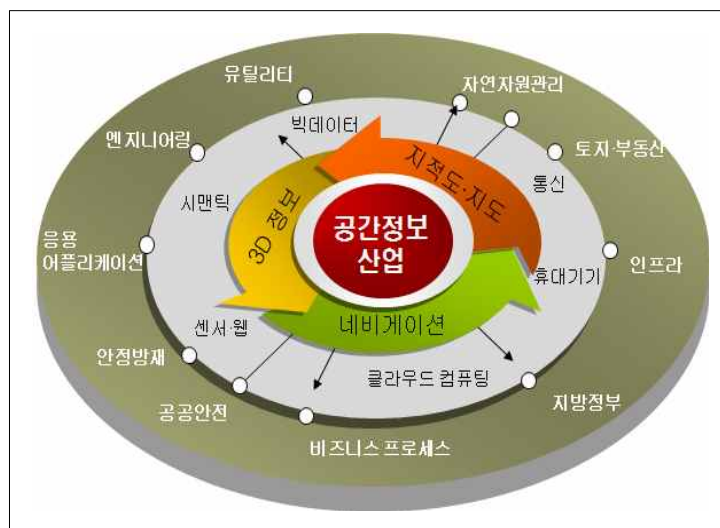 유틸리티
자연자원관리
엔지니어링
빅데이터
토지·부동산
지적도·지도
통신
시맨틱
3D 정보
공간정보
산업
응용
어플리케이션
인프라
휴대기기
센서·웹
네비게이션
안정방재
클라우드 컴퓨팅
공공안전
지방정부
비즈니스 프로세스